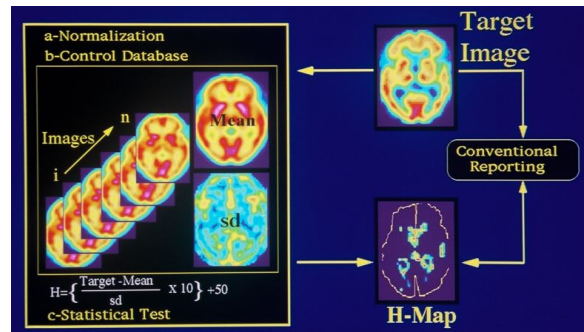 a-Normalization
b-Control Database
Images
i
n
Mean
sd
H={Target-Mean/sd X 10} +50
c-Statistical Test
Target
Image
Conventional
Reporting
H-Map